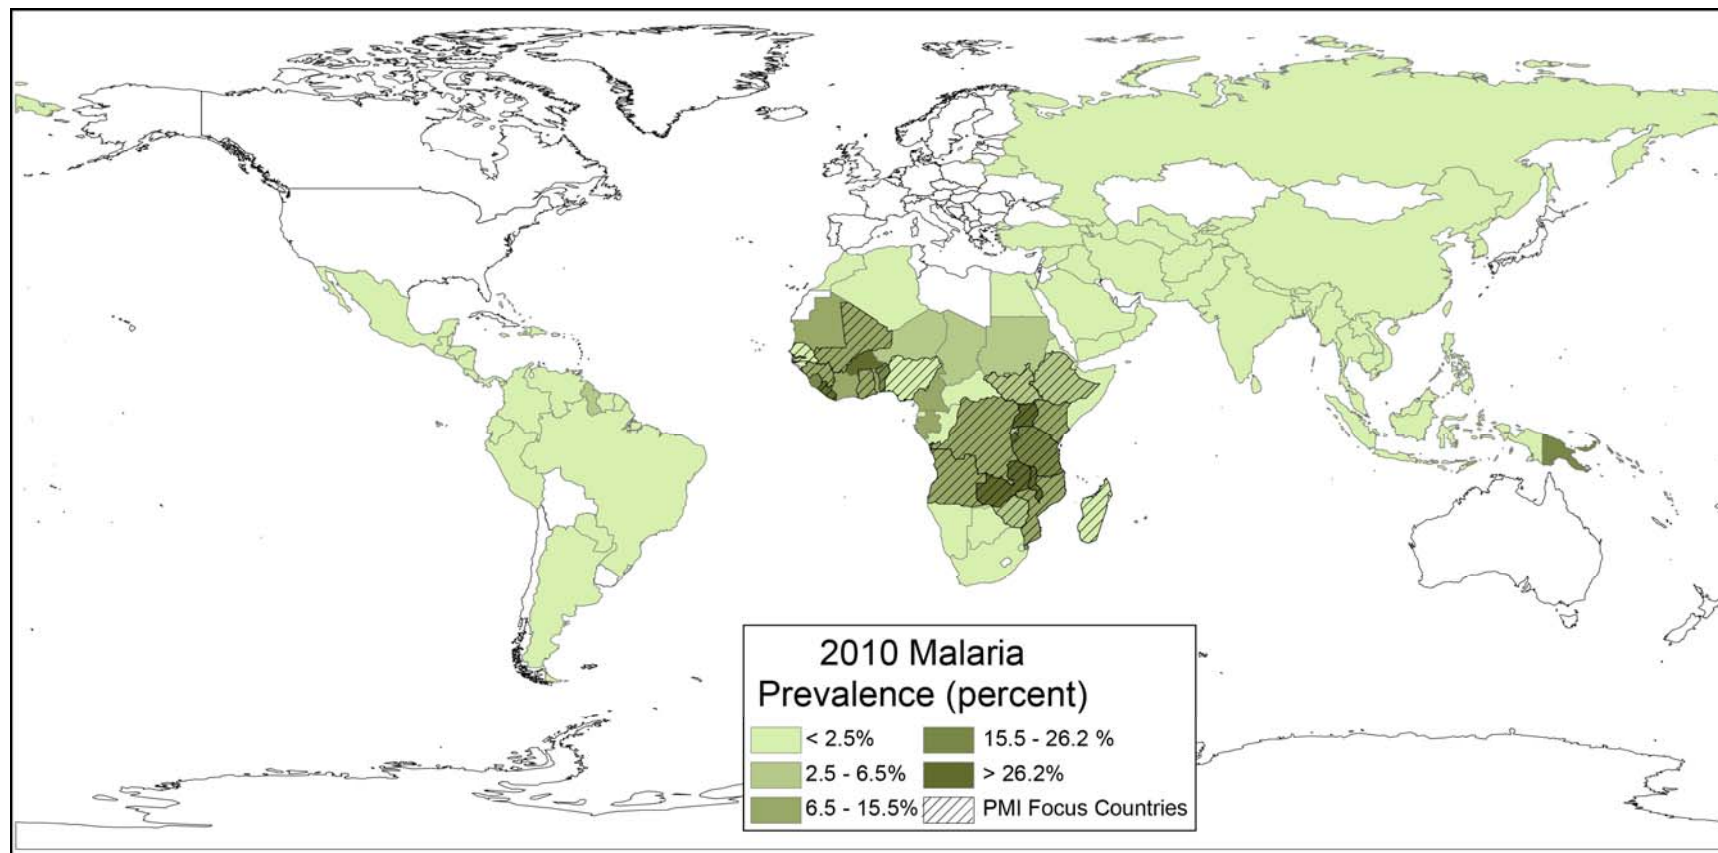 2010 Malaria
Prevalence (percent)
< 2.5%
2.5 - 6.5%
6.5 - 15.5%
15.5 - 26.2 %
> 26.2%
PMI Focus Countries